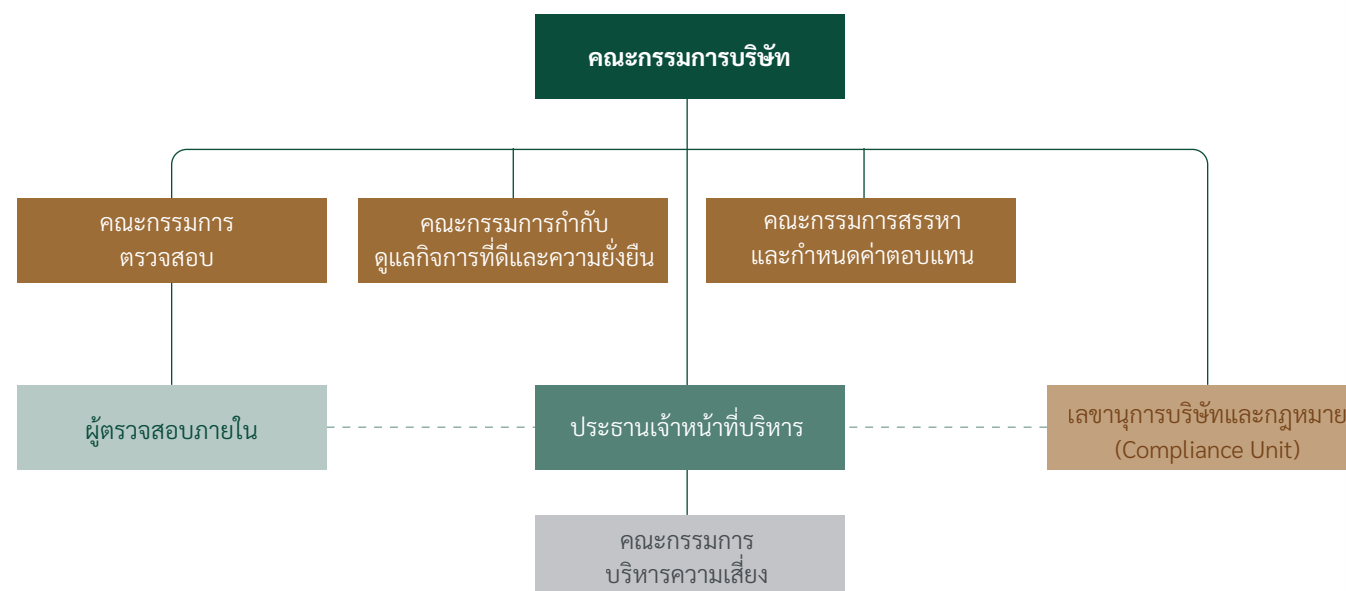 คณะกรรมการบริษัท
คณะกรรมการ
ตรวจสอบ
คณะกรรมการกำกับ
ดูแลกิจการที่ดีและความยั่งยืน
คณะกรรมการสรรหา
และกำหนดค่าตอบแทน
ผู้ตรวจสอบภายใน
ประธานเจ้าหน้าที่บริหาร
เลขานุการบริษัทและกฎหมาย
(Compliance Unit)
คณะกรรมการ
บริหารความเสี่ยง